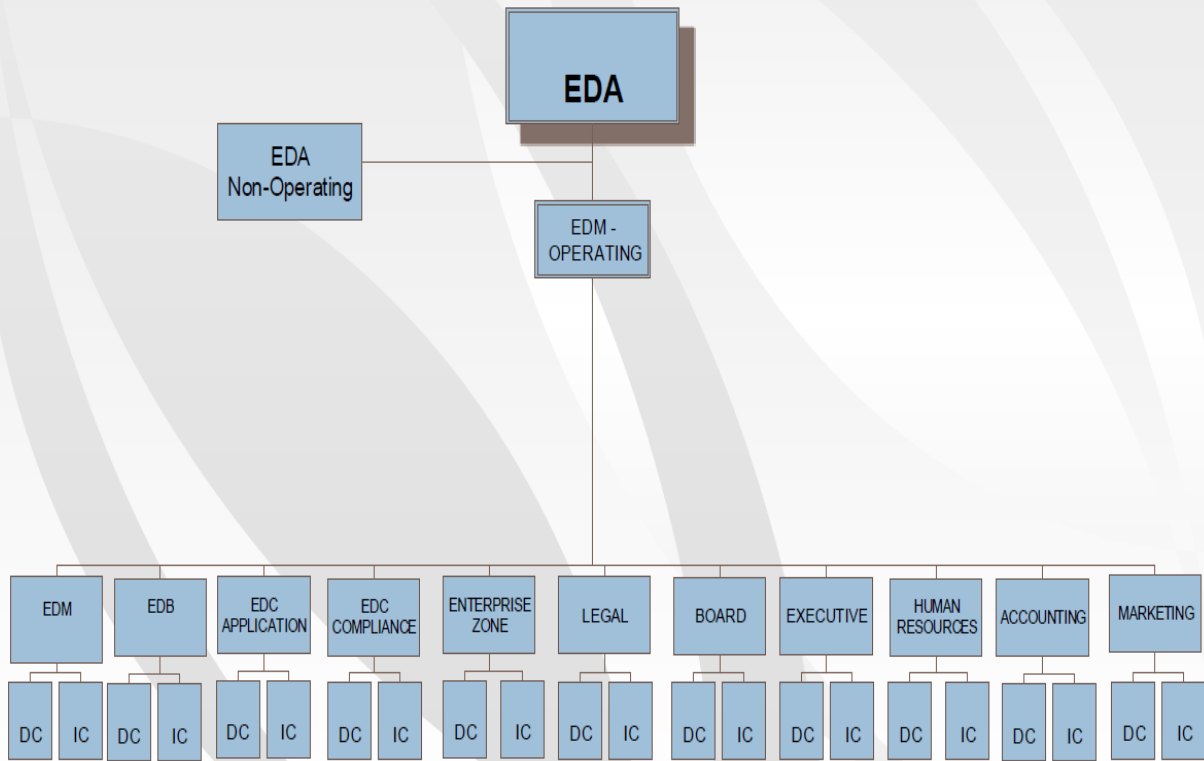 EDA
EDA
Non-Operating
EDM -
OPERATING
EDM
EDB
EDC
APPLICATION
EDC
COMPLIANCE
ENTERPRISE
ZONE
LEGAL
BOARD
EXECUTIVE
HUMAN
RESOURCES
ACCOUNTING
MARKETING
DC
IC
DC
IC
DC
IC
DC
IC
DC
IC
DC
IC
DC
IC
DC
IC
DC
IC
DC
IC
DC
IC